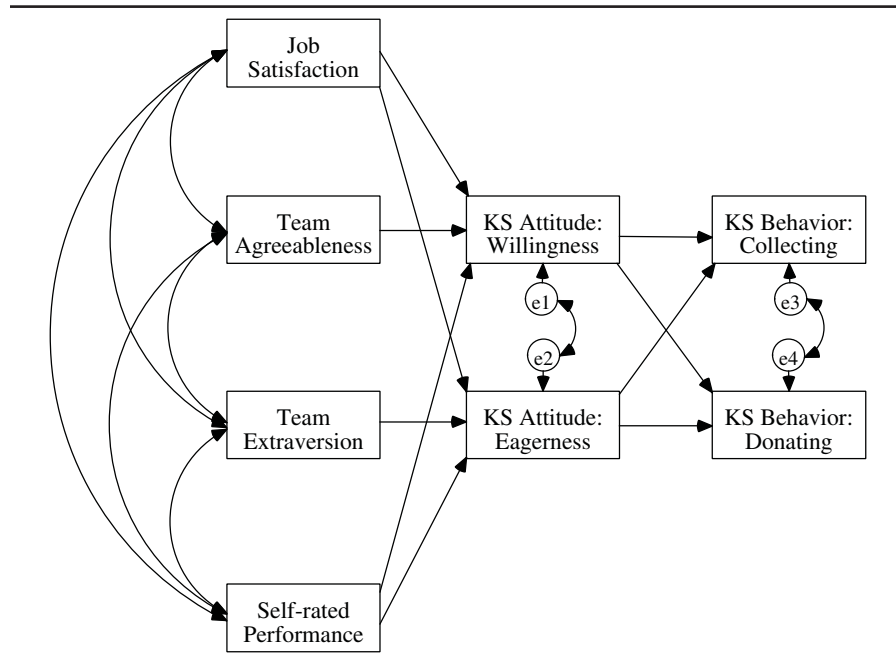 Job
Satisfaction
Team
Agreeableness
KS Attitude:
Willingness
KS Behavior:
Collecting
e1
e3
e2
e4
Team
Extraversion
KS Attitude:
Eagerness
KS Behavior:
Donating
Self-rated
Performance